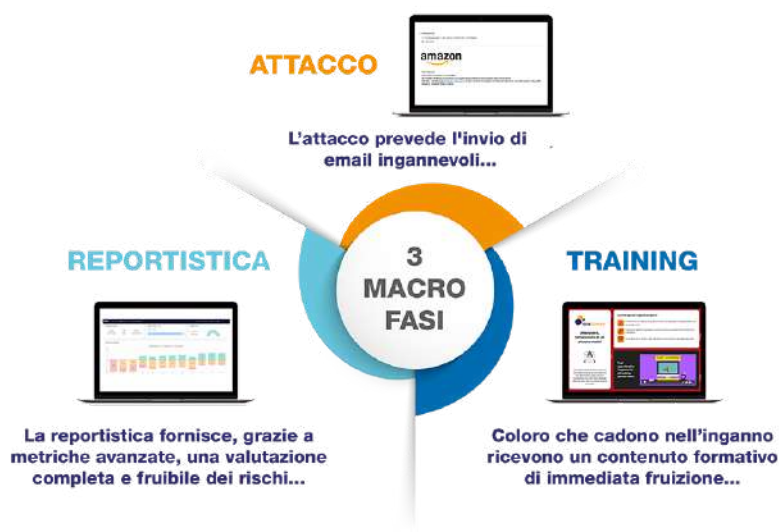 ATTACCO
amazon
L'attacco prevede l'invio di
email ingannevoli...
3
MACRO
FASI
REPORTISTICA
La reportistica fornisce, grazie a
metriche avanzate, una valutazione
completa e fruibile dei rischi...
TRAINING
Coloro che cadono nell'inganno
ricevono un contenuto formativo
di immediata fruizione...